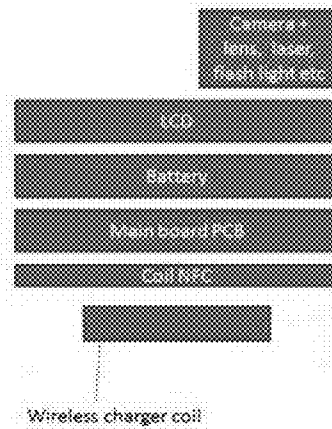 Camera +
lens, laser
flash light etc
LCD
Battery
Main board PCB
Coil NFC
Wireless charger coil